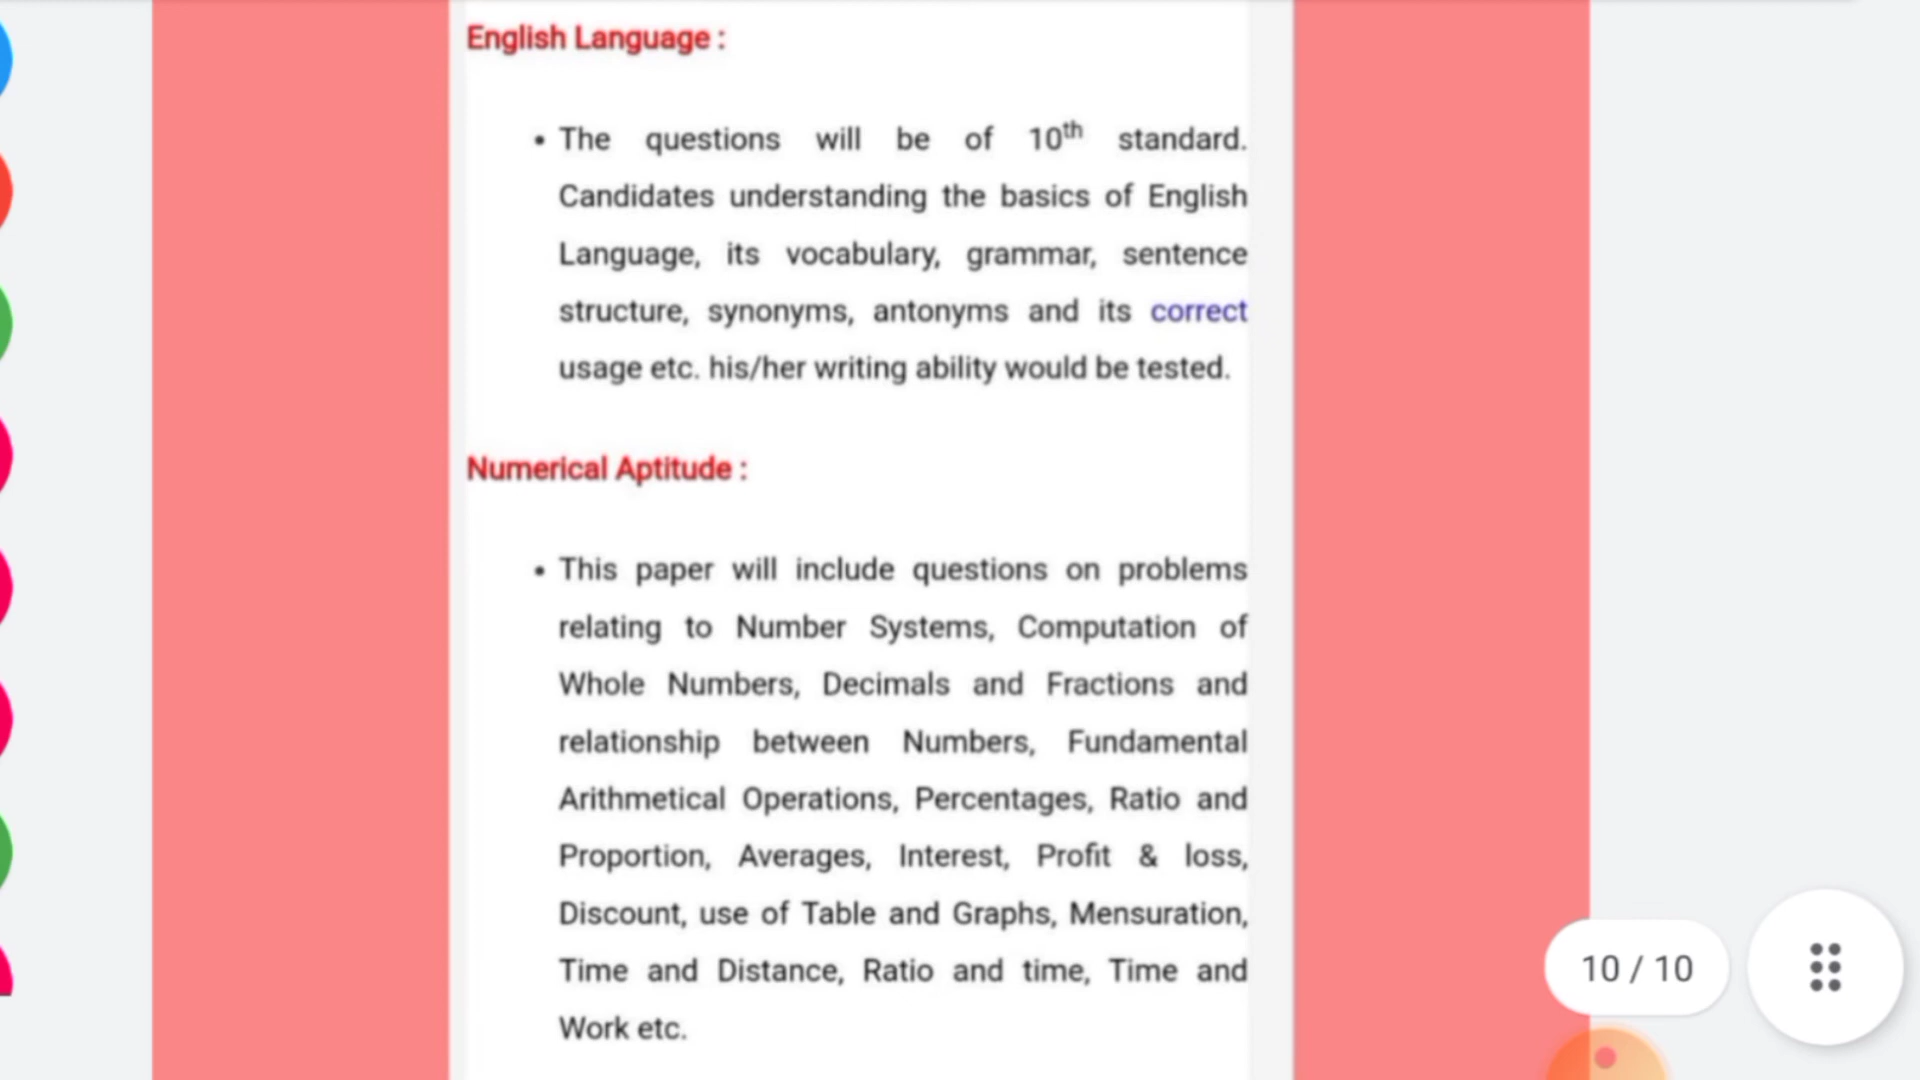 English Language :
• The questions will be of 10th standard.
Candidates understanding the basics of English
Language, its vocabulary, grammar, sentence
structure, synonyms, antonyms and its correct
usage etc. his/her writing ability would be tested.
Numerical Aptitude :
• This paper will include questions on problems
relating to Number Systems, Computation of
Whole Numbers, Decimals and Fractions and
relationship between Numbers, Fundamental
Arithmetical Operations, Percentages, Ratio and
Proportion, Averages, Interest, Profit & loss,
Discount, use of Table and Graphs, Mensuration,
Time and Distance, Ratio and time, Time and
Work etc.
10 / 10